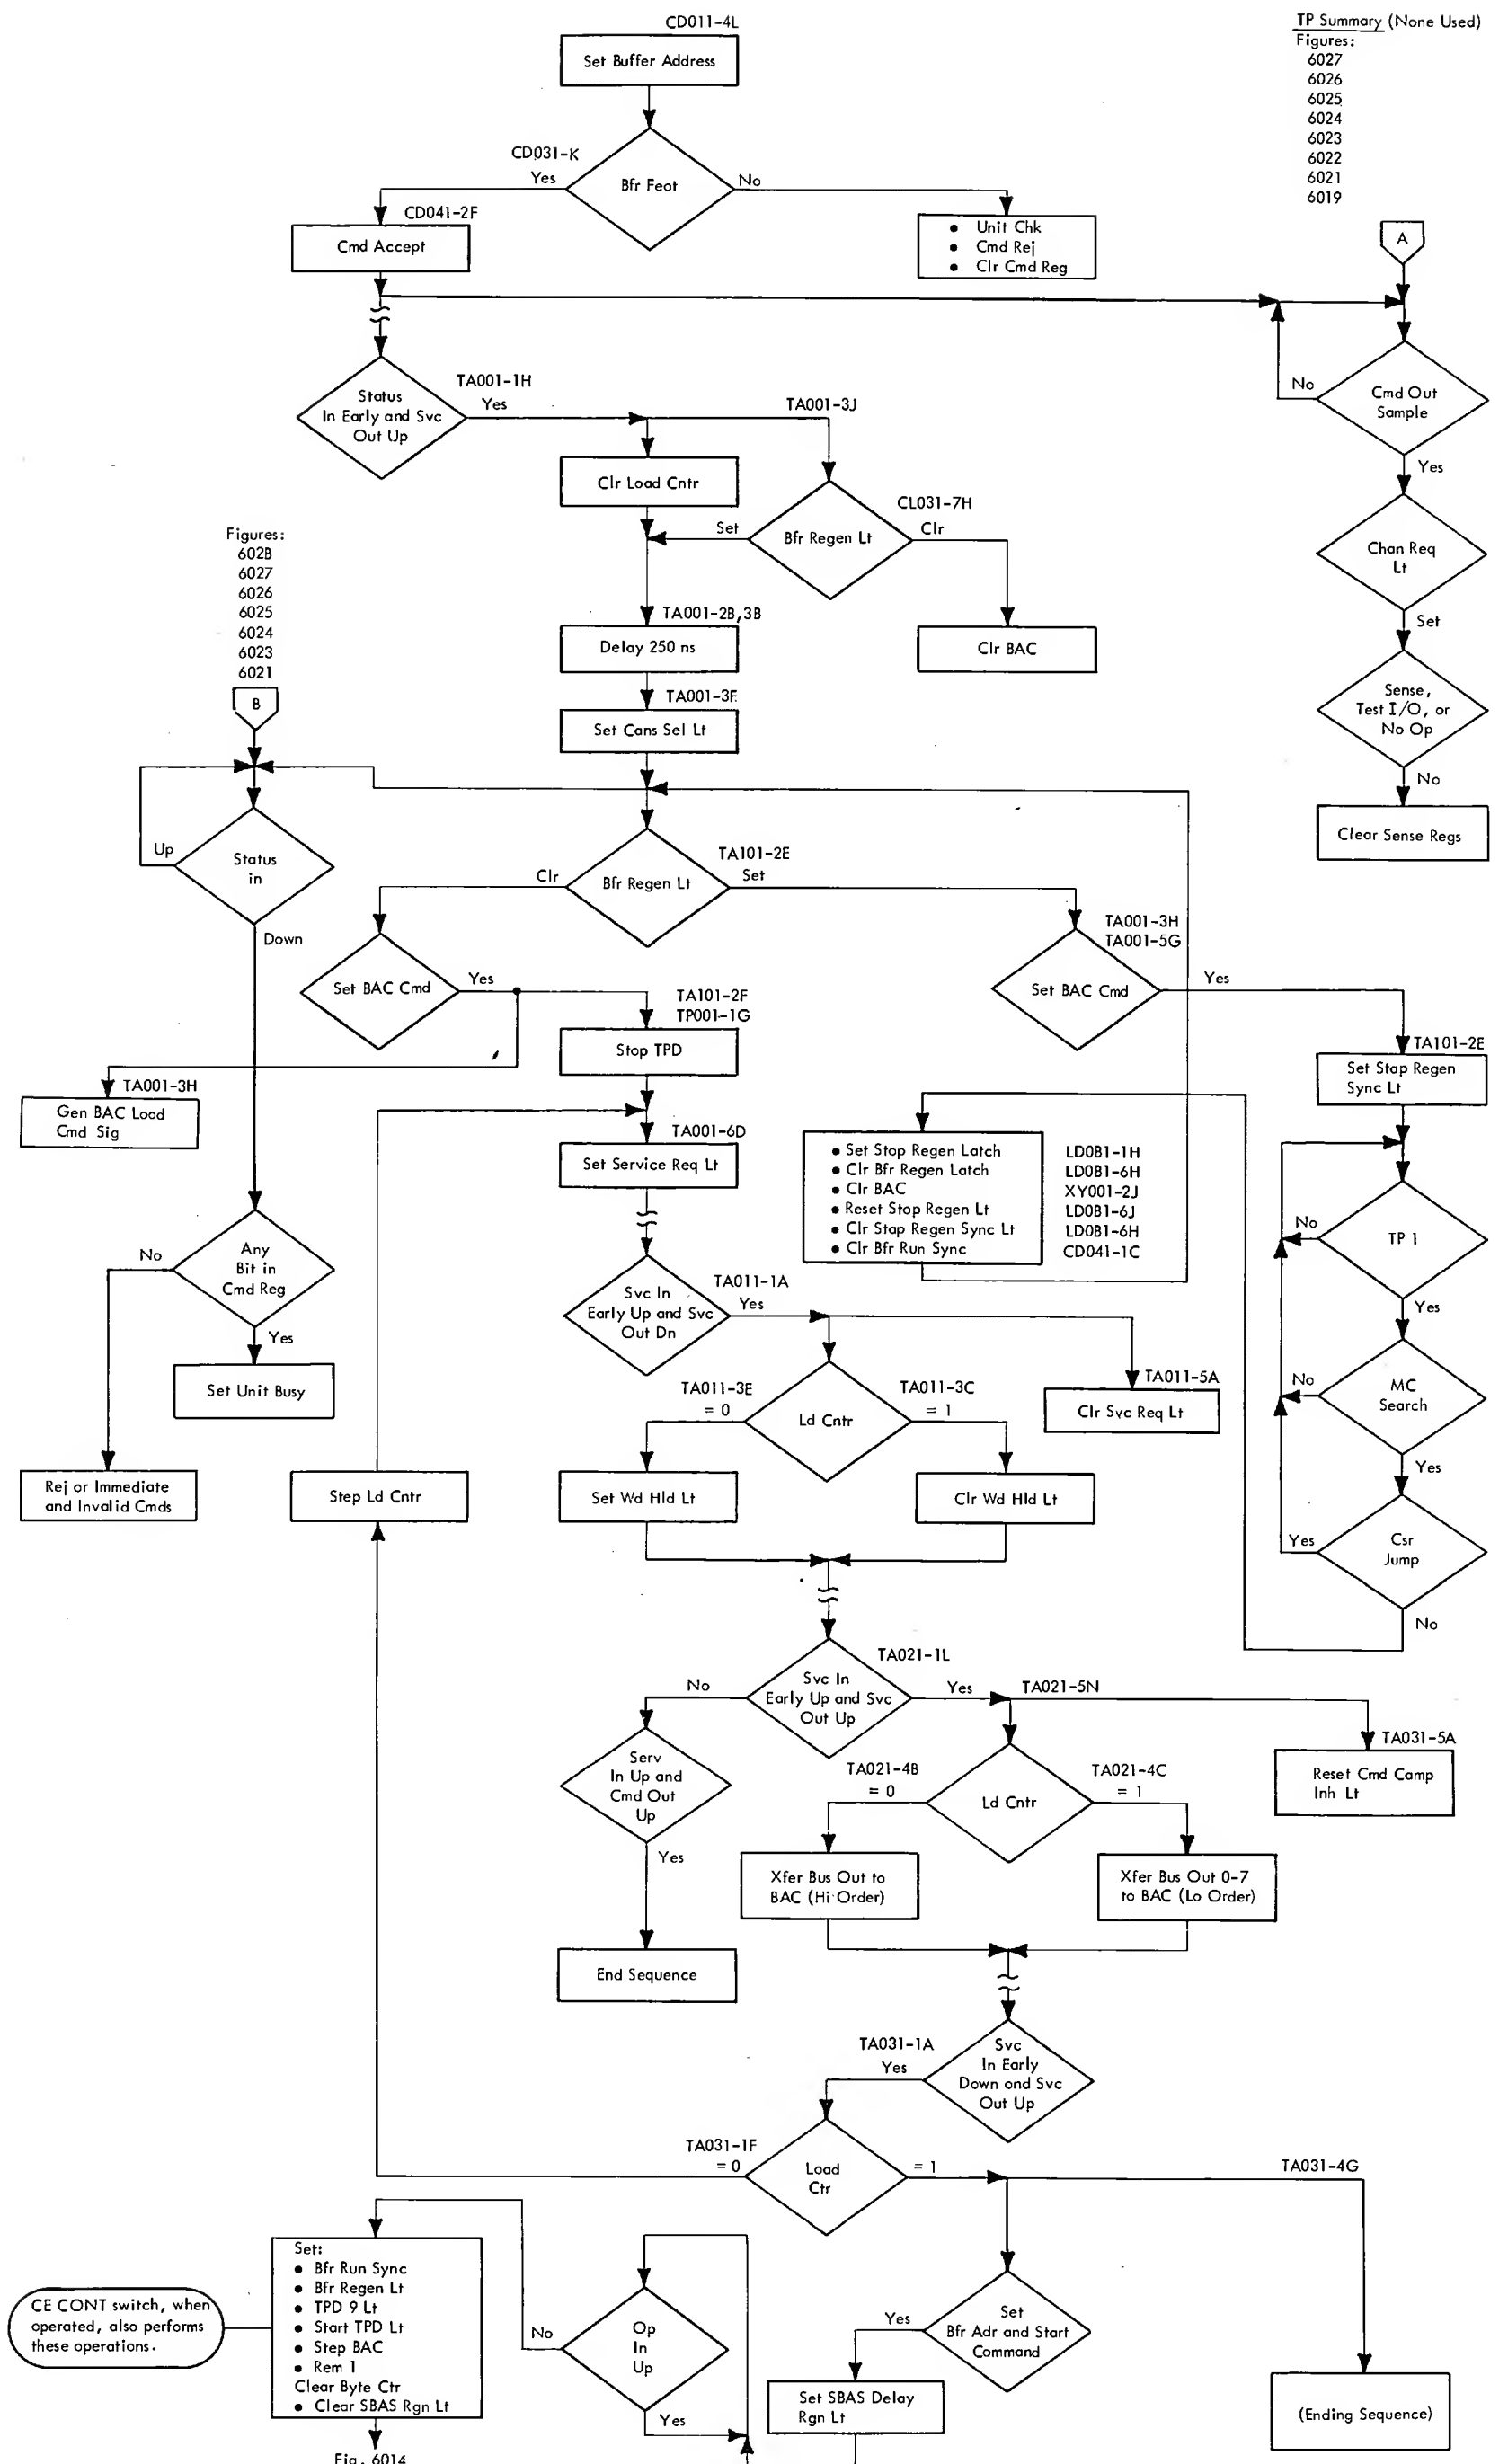 CD011-4L
Set Buffer Address
TP Summary (None Used)
Figures:
6027
6026
6025
6024
6023
6022
6021
6019
CD031-K
Yes
Bfr Feot
No
CD041-2F
Cmd Accept
• Unit Chk
• Cmd Rej
• Clr Cmd Reg
A
Status
In Early and Svc
Out Up
TA001-1H
Yes
TA001-3J
No
Cmd Out
Sample
Yes
Clr Load Cntr
Set
Bfr Regen Lt
CL031-7H
Clr
Chan Req
Lt
Set
Figures:
602B
6027
6026
6025
6024
6023
6021
B
TA001-2B,3B
Delay 250 ns
Clr BAC
TA001-3F
Set Cans Sel Lt
Sense,
Test I/O, or
No Op
No
Clear Sense Regs
Up
Status
in
Down
Clr
Bfr Regen Lt
TA101-2E
Set
Set BAC Cmd
Yes
TA101-2F
TP001-1G
Stop TPD
TA001-3H
TA001-5G
Set BAC Cmd
Yes
TA101-2E
Set Stap Regen
Sync Lt
TA001-3H
Gen BAC Load
Cmd Sig
TA001-6D
Set Service Req Lt
• Set Stop Regen Latch
• Clr Bfr Regen Latch
• Clr BAC
• Reset Stop Regen Lt
• Clr Stap Regen Sync Lt
• Clr Bfr Run Sync
LD0B1-1H
LD0B1-6H
XY001-2J
LD0B1-6J
LD0B1-6H
CD041-1C
No
TP 1
Yes
No
Any
Bit in
Cmd Reg
Yes
Set Unit Busy
Svc In
Early Up and Svc
Out Dn
TA011-1A
Yes
TA011-3E
= 0
Ld Cntr
TA011-3C
= 1
TA011-5A
Clr Svc Req Lt
No
MC
Search
Yes
Rej or Immediate
and Invalid Cmds
Step Ld Cntr
Set Wd Hld Lt
Clr Wd Hld Lt
Yes
Csr
Jump
No
No
Svc In
Early Up and Svc
Out Up
TA021-1L
Yes
TA021-5N
TA031-5A
Reset Cmd Camp
Inh Lt
Serv
In Up and
Cmd Out
Up
Yes
TA021-4B
= 0
Ld Cntr
TA021-4C
= 1
Xfer Bus Out to
BAC (Hi Order)
Xfer Bus Out 0-7
to BAC (Lo Order)
End Sequence
TA031-1A
Yes
Svc
In Early
Down ond Svc
Out Up
TA031-1F
= 0
Load
Ctr
= 1
TA031-4G
CE CONT switch, when
operated, also performs
these operations.
Set:
• Bfr Run Sync
• Bfr Regen Lt
• TPD 9 Lt
• Start TPD Lt
• Step BAC
• Rem 1
Clear Byte Ctr
• Clear SBAS Rgn Lt
No
Op
In
Up
Yes
Yes
Set
Bfr Adr and Start
Command
Set SBAS Delay
Rgn Lt
(Ending Sequence)
Fig. 6014